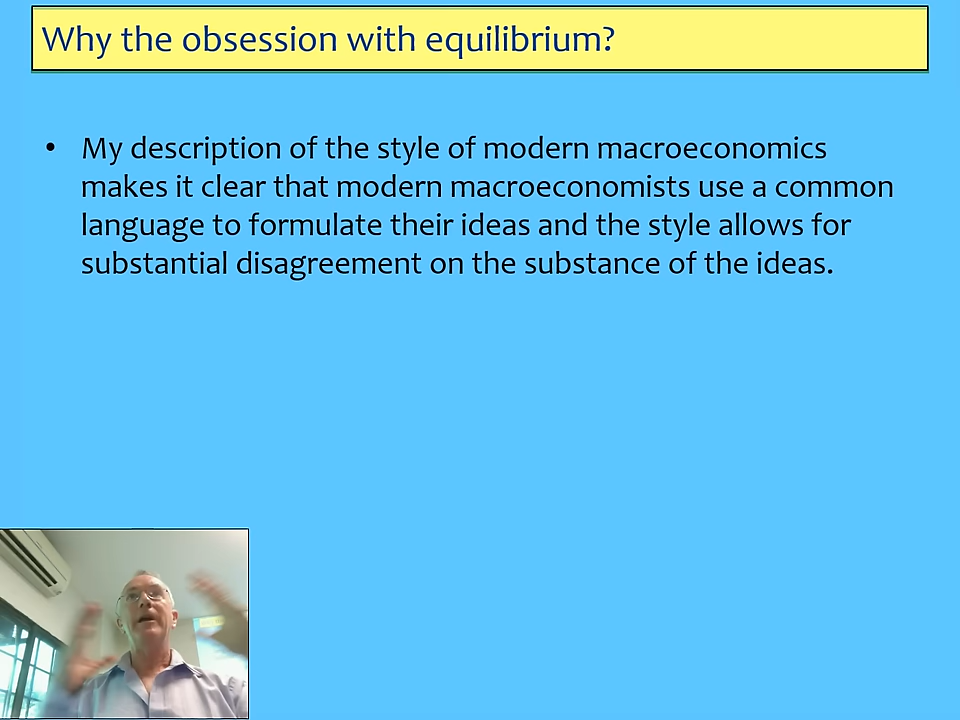 Why the obsession with equilibrium?
• My description of the style of modern macroeconomics
makes it clear that modern macroeconomists use a common
language to formulate their ideas and the style allows for
substantial disagreement on the substance of the ideas.